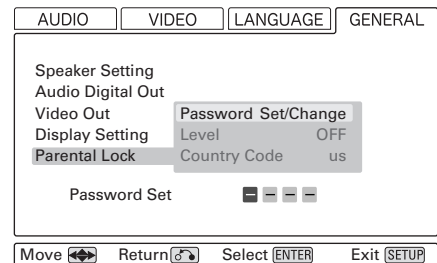 AUDIO VIDEO LANGUAGE GENERAL
Speaker Setting
Audio Digital Out
Video Out
Display Setting
Parental Lock
Password Set/Change
Level OFF
Country Code us
Password Set - - - -
Move Return Select ENTER Exit SETUP